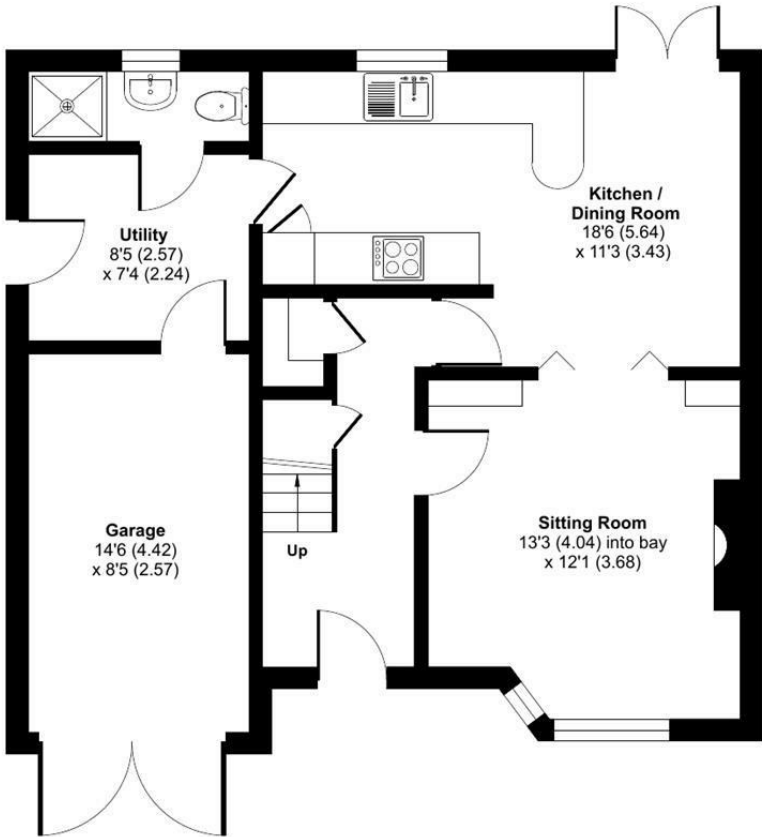 Kitchen /
Dining Room
18'6 (5.64)
x 11'3 (3.43)
Utility
8'5 (2.57)
x 7'4 (2.24)
Garage
14'6 (4.42)
x 8'5 (2.57)
Up
Sitting Room
13'3 (4.04) into bay
x 12'1 (3.68)